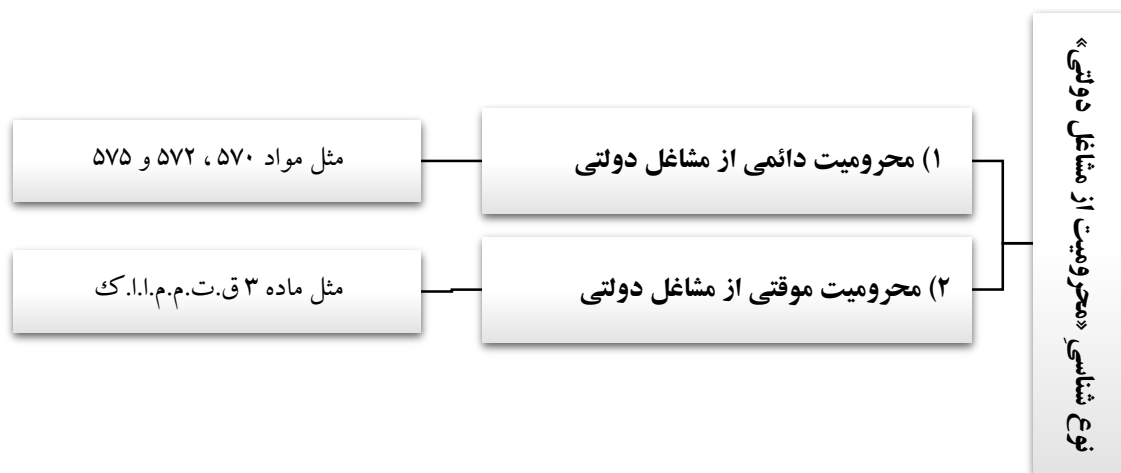 نوع شناسیِ «محرومیت از مشاغل دولتی»
۱) محرومیت دائمی از مشاغل دولتی
مثل مواد ۵۷۰ ، ۵۷۲ و ۵۷۵
۲) محرومیت موقتی از مشاغل دولتی
مثل ماده ۳ ق.ت.م.م.ا.ا.ک